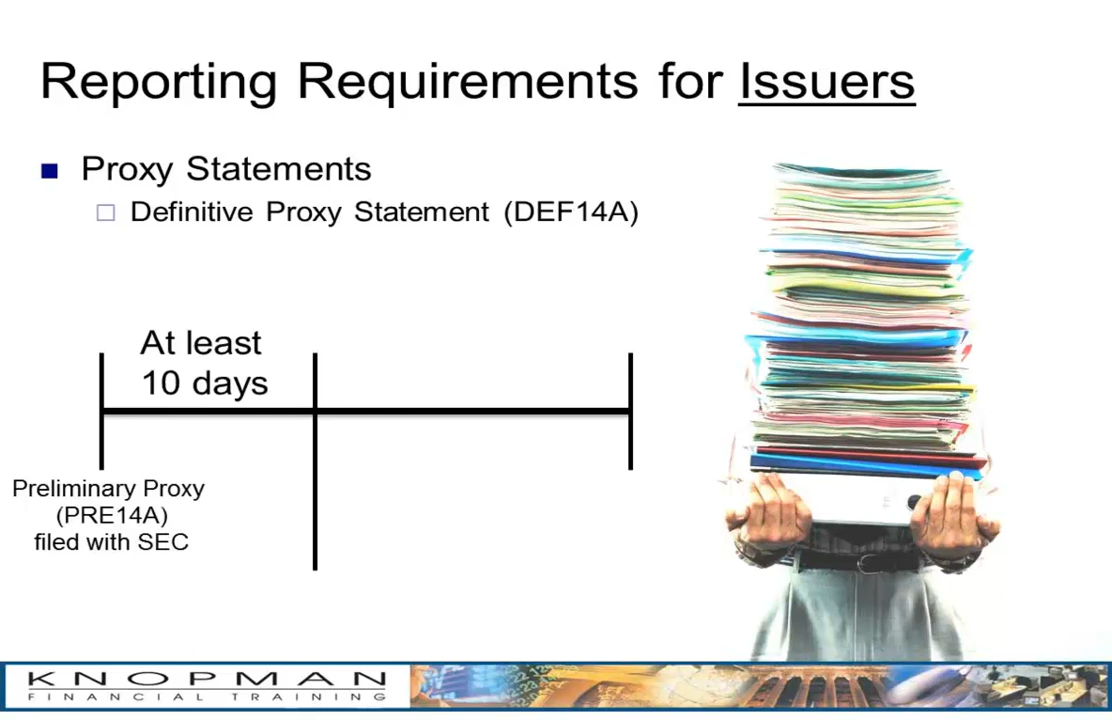 Reporting Requirements for Issuers
Proxy Statements
Definitive Proxy Statement (DEF14A)
At least
10 days
Preliminary Proxy
(PRE14A)
filed with SEC
KNOPMAN
FINANCIAL TRAINING